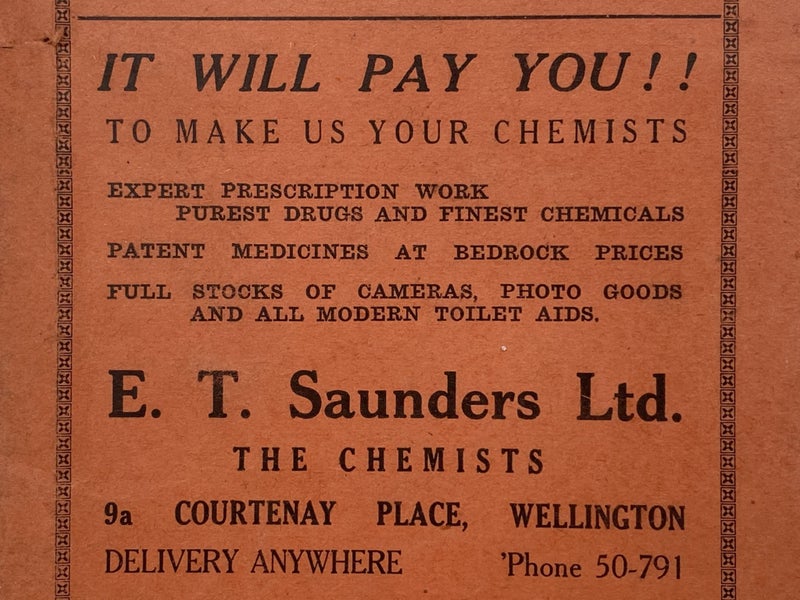 IT WILL PAY YOU!!
TO MAKE US YOUR CHEMISTS
EXPERT PRESCRIPTION WORK
PUREST DRUGS AND FINEST CHEMICALS
PATENT MEDICINES AT BEDROCK PRICES
FULL STOCKS OF CAMERAS, PHOTO GOODS
AND ALL MODERN TOILET AIDS.
E. T. Saunders Ltd.
THE CHEMISTS
9a COURTENAY PLACE, WELLINGTON
DELIVERY ANYWHERE 'Phone 50-791